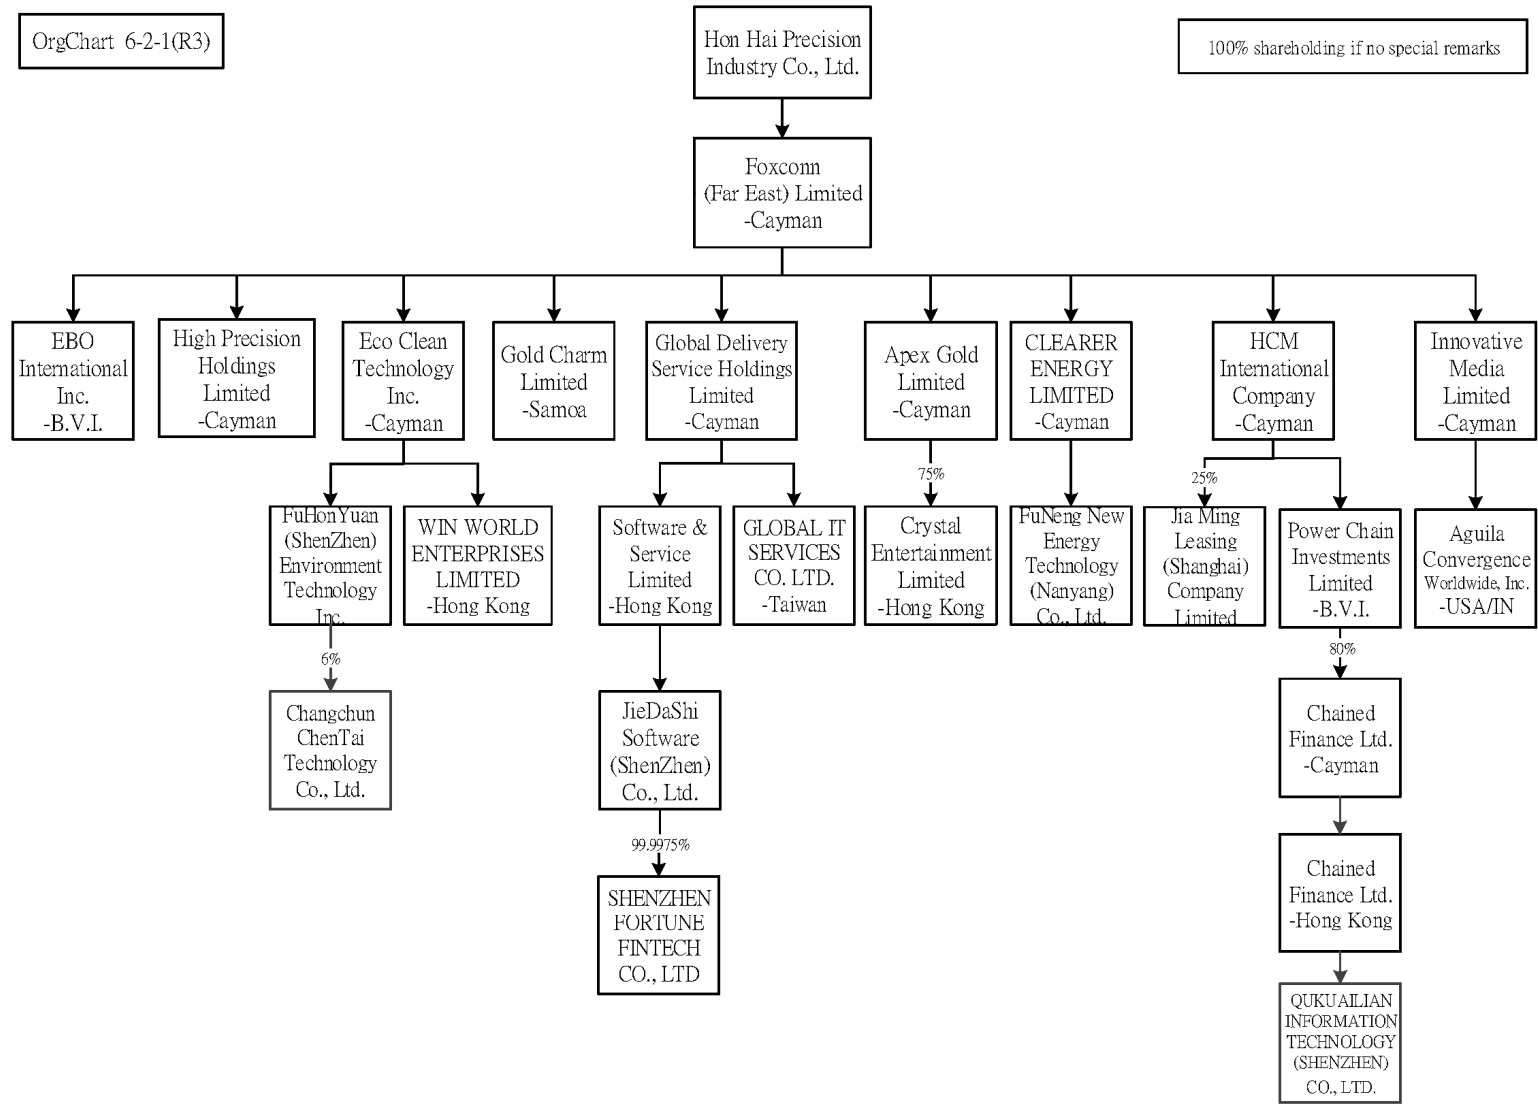 OrgChart 6-2-1(R3)
Hon Hai Precision
Industry Co., Ltd.
100% shareholding if no special remarks
Foxconn
(Far East) Limited
-Cayman
EBO
International
Inc.
-B.V.I.
High Precision
Holdings
Limited
-Cayman
Eco Clean
Technology
Inc.
-Cayman
Gold Charm
Limited
-Samoa
Global Delivery
Service Holdings
Limited
-Cayman
Apex Gold
Limited
-Cayman
CLEARER
ENERGY
LIMITED
-Cayman
HCM
International
Company
-Cayman
Innovative
Media
Limited
-Cayman
75%
25%
FuHonYuan
(ShenZhen)
Environment
Technology
Inc.
WIN WORLD
ENTERPRISES
LIMITED
-Hong Kong
Software &
Service
Limited
-Hong Kong
GLOBAL IT
SERVICES
CO. LTD.
-Taiwan
Crystal
Entertainment
Limited
-Hong Kong
FuNeng New
Energy
Technology
(Nanyang)
Co., Ltd.
Jia Ming
Leasing
(Shanghai)
Company
Limited
Power Chain
Investments
Limited
-B.V.I.
Aguila
Convergence
Worldwide, Inc.
-USA/IN
6%
80%
Changchun
ChenTai
Technology
Co., Ltd.
JieDaShi
Software
(ShenZhen)
Co., Ltd.
Chained
Finance Ltd.
-Cayman
99.9975%
SHENZHEN
FORTUNE
FINTECH
CO., LTD
Chained
Finance Ltd.
-Hong Kong
QUKUAILIAN
INFORMATION
TECHNOLOGY
(SHENZHEN)
CO., LTD.